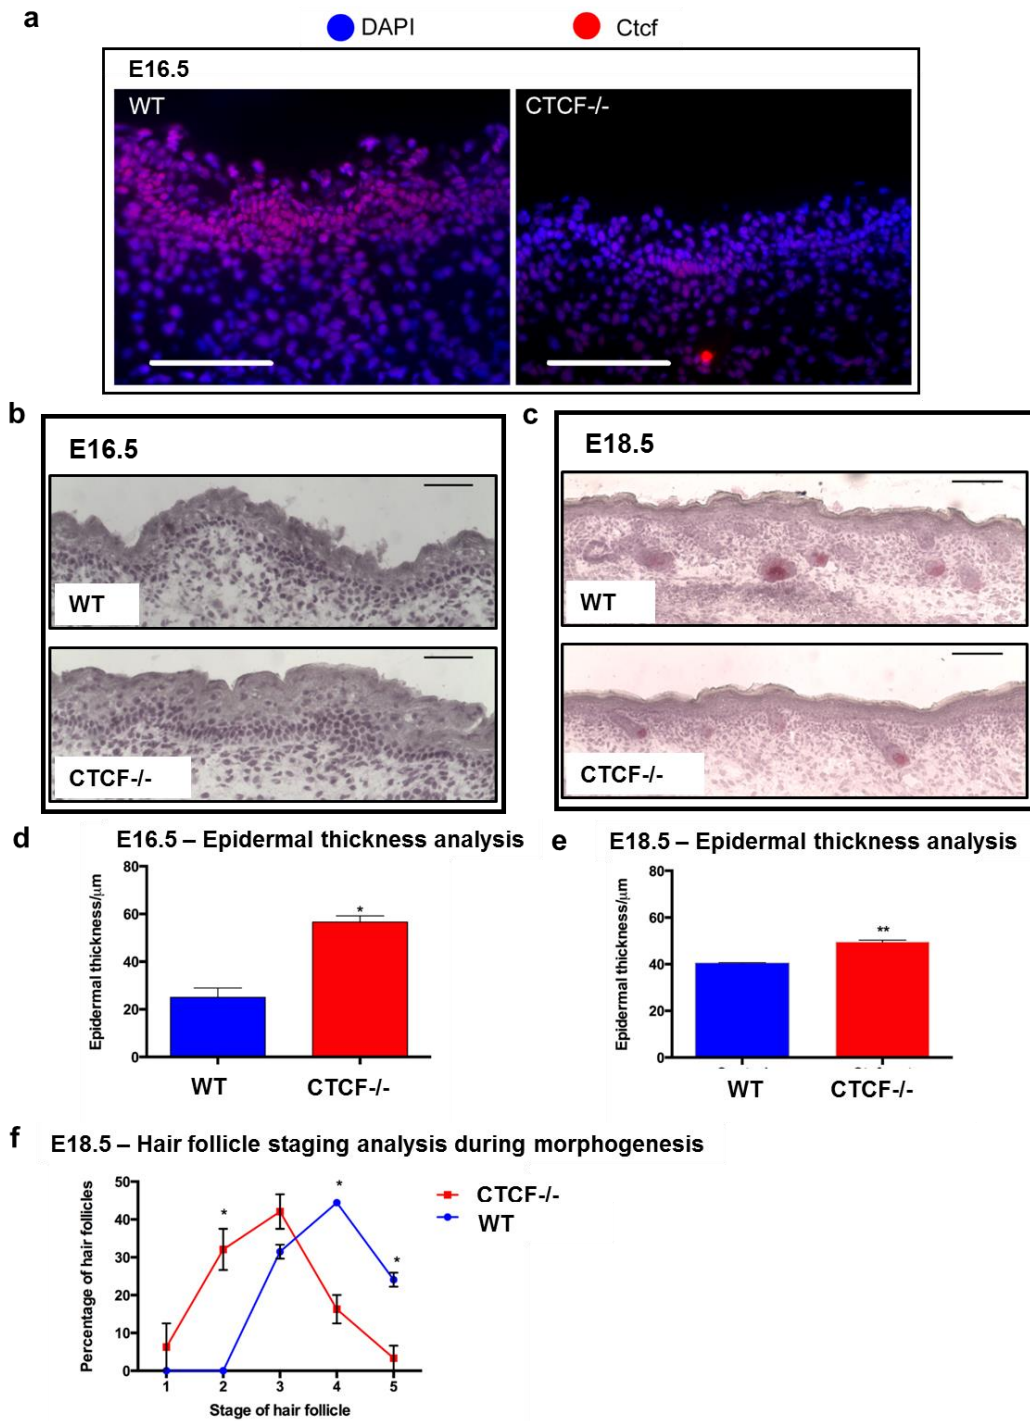 a
DAPI
Ctcf
E16.5
WT
CTCF-/-
b
E16.5
WT
CTCF-/-
c
E18.5
WT
CTCF-/-
d
E16.5 – Epidermal thickness analysis
Epidermal thickness/μm
80
60
40
20
0
*
WT
CTCF-/-
e
E18.5 – Epidermal thickness analysis
Epidermal thickness/μm
80
60
40
20
0
**
WT
CTCF-/-
f
E18.5 – Hair follicle staging analysis during morphogenesis
Percentage of hair follicles
50
40
30
20
10
0
*
*
*
1 2 3 4 5
Stage of hair follicle
CTCF-/-
WT